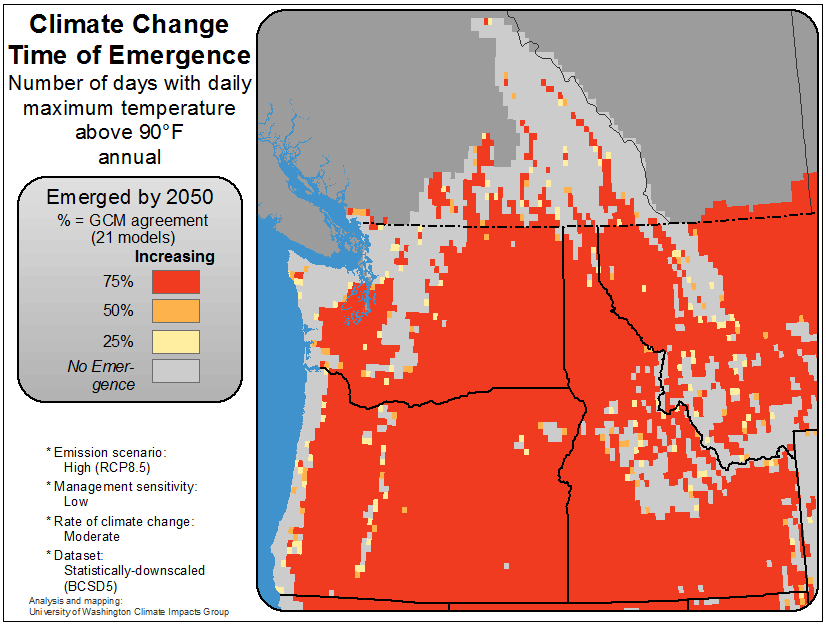 Climate Change
Time of Emergence
Number of days with daily
maximum temperature
above 90°F
annual
Emerged by 2050
% = GCM agreement
(21 models)
Increasing
75%
50%
25%
No Emer-
gence
* Emission scenario:
High (RCP8.5)
* Management sensitivity:
Low
* Rate of climate change:
Moderate
* Dataset:
Statistically-downscaled
(BCSD5)
Analysis and mapping:
University of Washington Climate Impacts Group